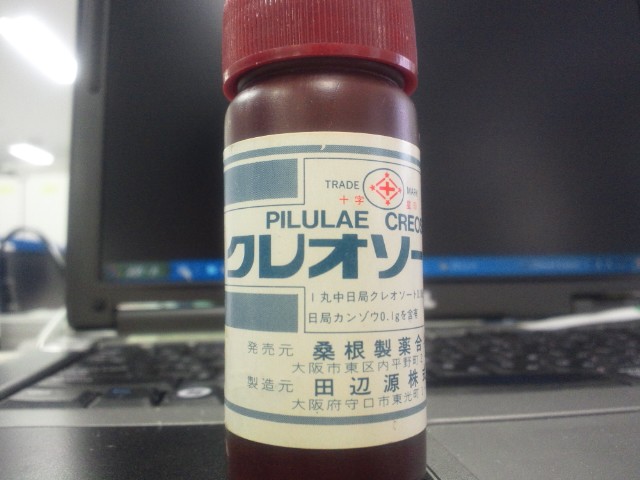 TRADE MARK
十字
PILULAE CREOS
クレオソー
1丸中日局クレオソート
日局カンゾウ0.1gを含有
発売元 桑根製薬合
大阪市東区内平野町
製造元 田辺源株式
大阪府守口市東光町